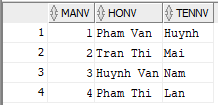 MANV HONV TENNV
1 1 Pham Van Huynh
2 2 Tran Thi Mai
3 3 Huynh Van Nam
4 4 Pham Thi Lan